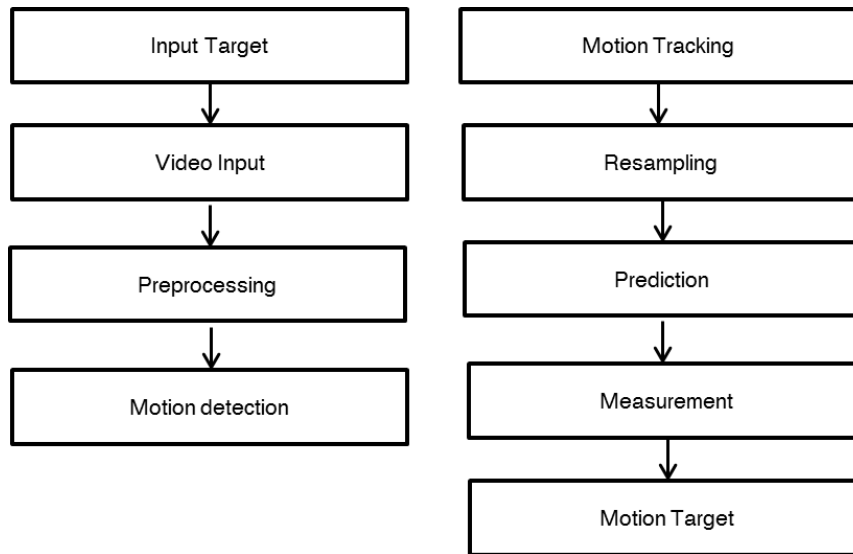 Input Target
Video Input
Preprocessing
Motion detection
Motion Tracking
Resampling
Prediction
Measurement
Motion Target